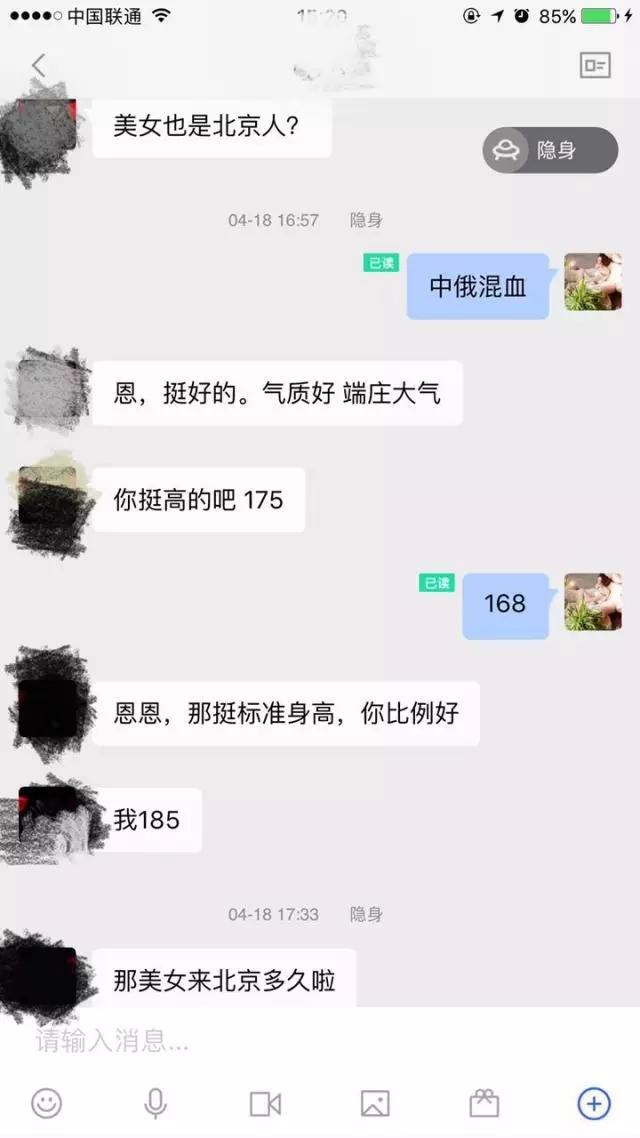 中国联通
85%
美女也是北京人?
隐身
04-18 16:57 隐身
已读
中俄混血
恩，挺好的。气质好 端庄大气
你挺高的吧 175
已读
168
恩恩，那挺标准身高，你比例好
我185
04-18 17:33 隐身
那美女来北京多久啦
请输入消息...